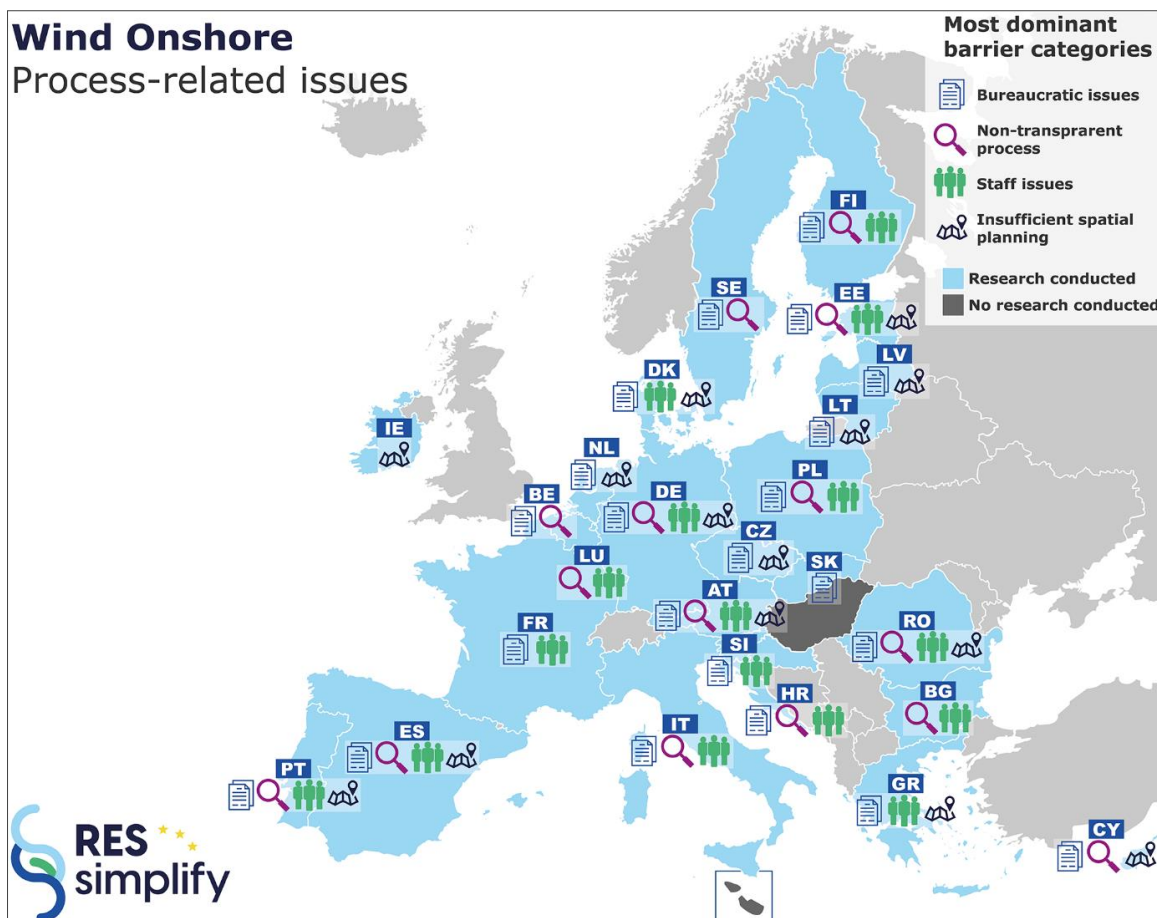 Wind Onshore
Process-related issues
Most dominant
barrier categories
Bureaucratic issues
Non-transprarent
process
Staff issues
Insufficient spatial
planning
Research conducted
No research conducted
FI
SE
EE
LV
DK
LT
IE
NL
PL
BE
DE
CZ
LU
SK
AT
FR
RO
SI
HR
BG
IT
ES
PT
GR
CY
RES
simplify